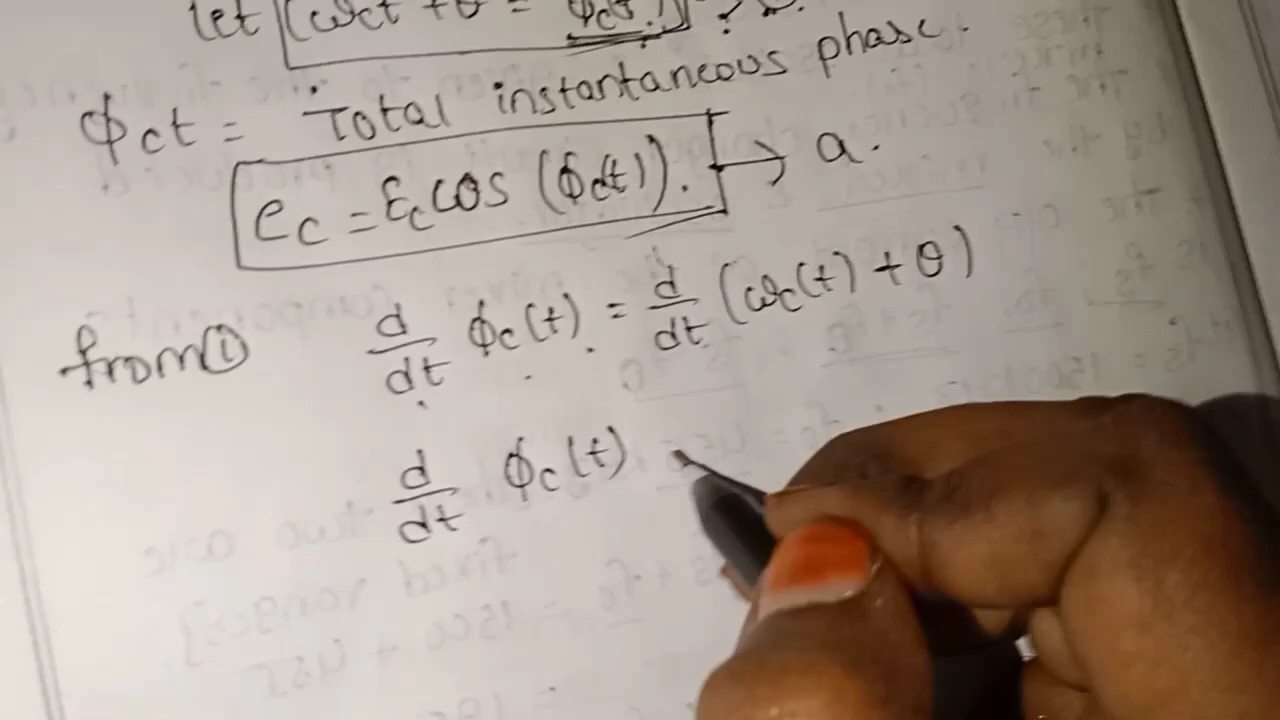 let (ωct + θ = φct.)
φct = Total instantaneous phase.
ec = Ec cos (φct)). → a.
from ① d/dt φc(t) = d/dt (ωc(t) + θ)
d/dt φc(t)